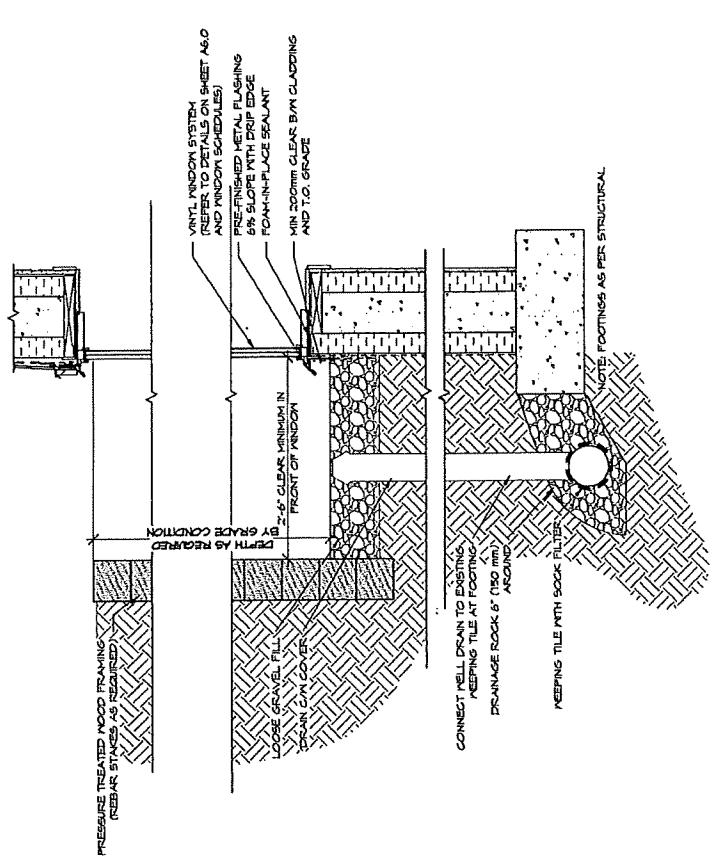 VINYL WINDOW SYSTEM
(REFER TO DETAILS ON SHEET A6.0
AND WINDOW SCHEDULES)
PRE-FINISHED METAL FLASHING
6% SLOPE WITH DRIP EDGE
FOAM-IN-PLACE SEALANT
MIN 200mm CLEAR B/W CLADDING
AND T.O. GRADE
NOTE: FOOTINGS AS PER STRUCTURAL
2'-6" CLEAR MINIMUM IN
FRONT OF WINDOW
DEPTH AS REQUIRED
BY GRADE CONDITION
PRESSURE TREATED WOOD FRAMING
(REBAR STAKES AS REQUIRED)
LOOSE GRAVEL FILL
DRAIN C/W COVER
CONNECT WELL DRAIN TO EXISTING
WEEPING TILE AT FOOTING
DRAINAGE ROCK 6" (150 mm)
AROUND
WEEPING TILE WITH SOCK FILTER